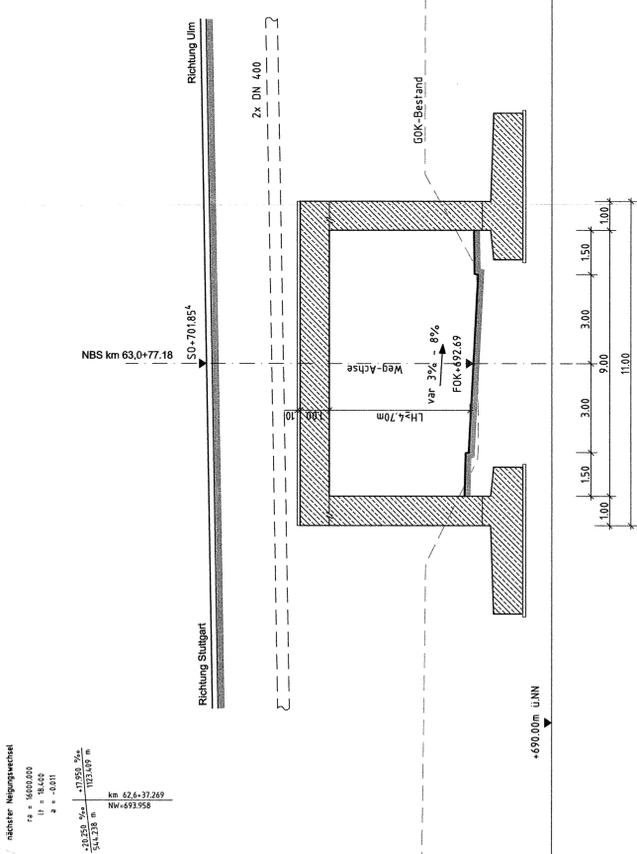 Richtung Ulm
2x DN 400
GOK-Bestand
NBS km 63,0+77.18
SO+701.85⁴
Weg-Achse
var 3% - 8%
FOK+692.69
.10
1.00
LH≥4.70m
1.00
1.50
3.00
3.00
1.50
1.00
9.00
11.00
Richtung Stuttgart
+690.00m ü.NN
nächster Neigungswechsel
ra = 16000.000
lt = 18.400
a = -0.011
+20.250 ‰
544.238 m
+17.950 ‰
1123.409 m
km 62,6+37.269
NW=693.958